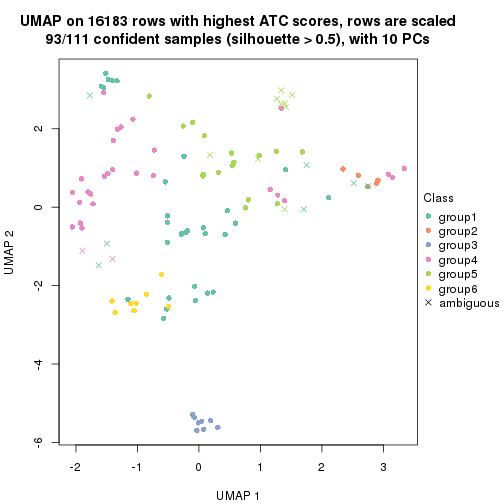 UMAP on 16183 rows with highest ATC scores, rows are scaled
93/111 confident samples (silhouette > 0.5), with 10 PCs
2
0
-2
-4
-6
UMAP 2
-2 -1 0 1 2 3
UMAP 1
Class
group1
group2
group3
group4
group5
group6
ambiguous